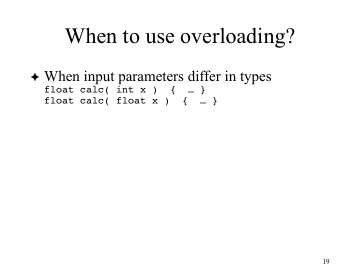 When to use overloading?
✦ When input parameters differ in types
float calc( int x )  {  … }
float calc( float x )  {  … }
19